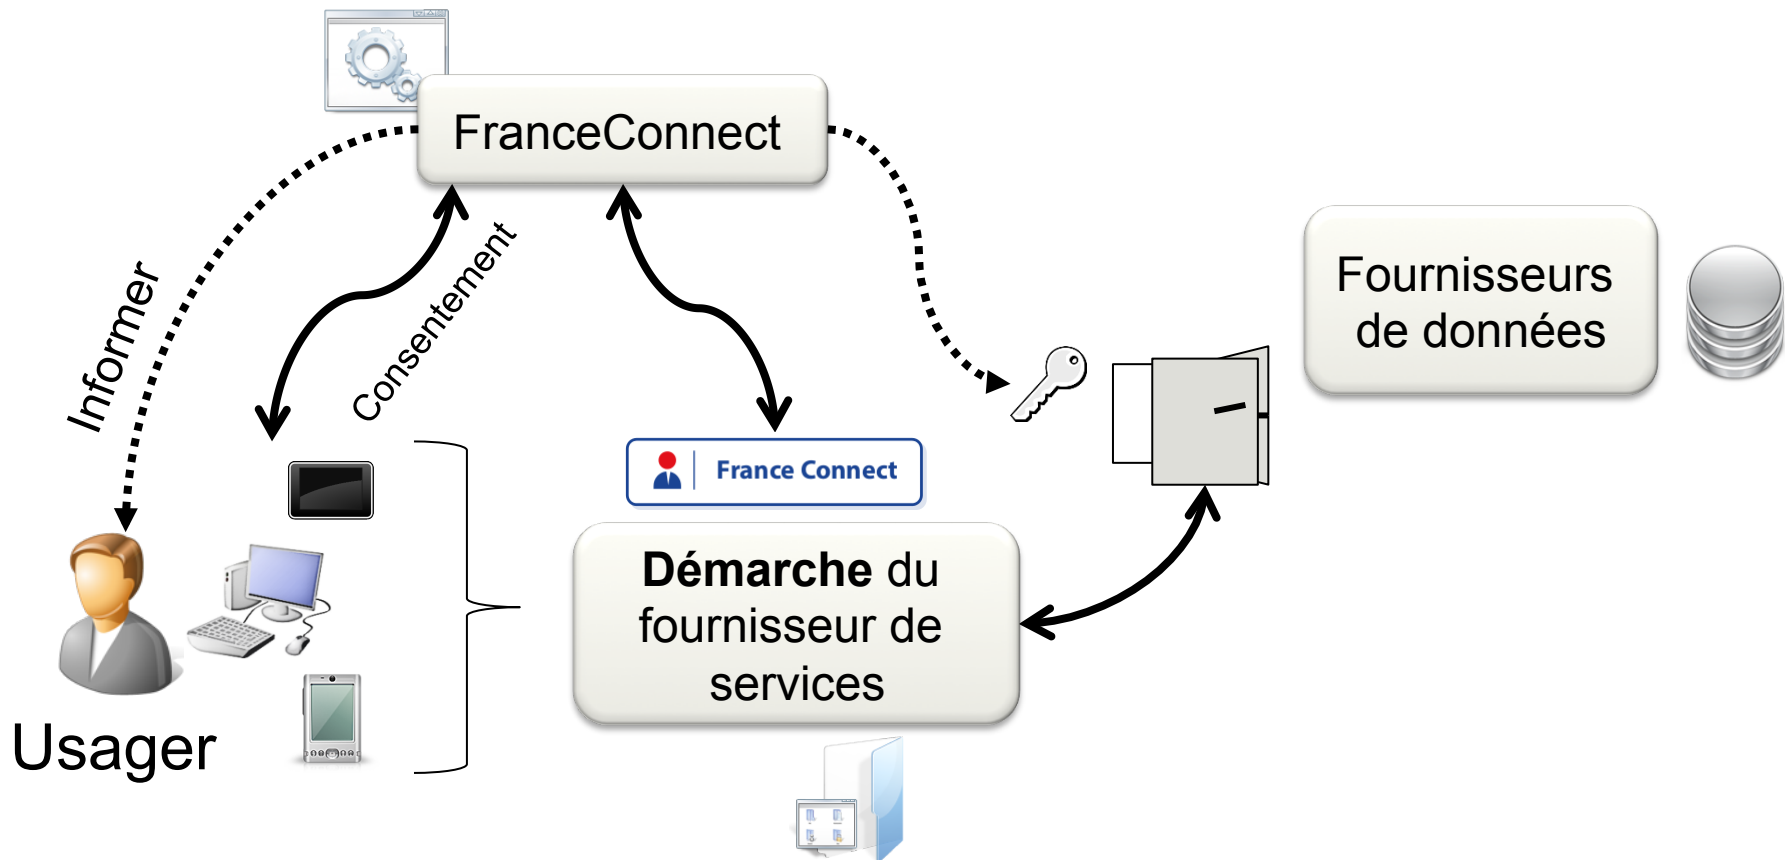 FranceConnect
Informer
Consentement
Fournisseurs
de données
France Connect
Démarche du
fournisseur de
services
Usager